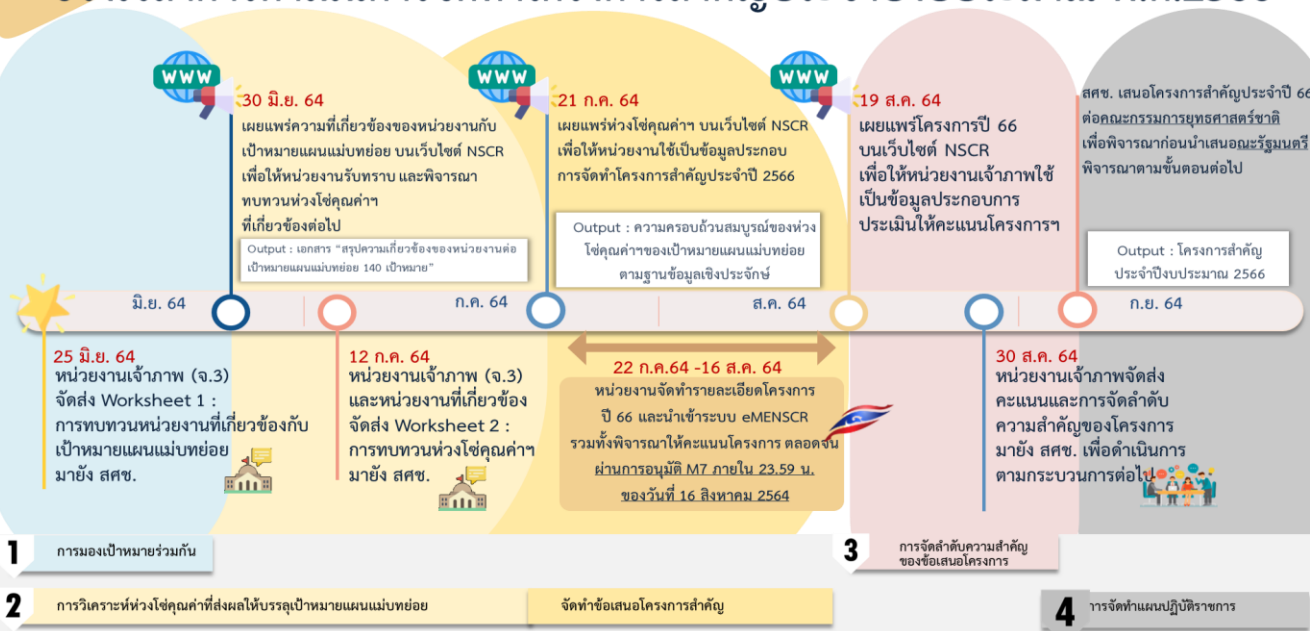 WWW
30 มิ.ย. 64
เผยแพร่ความที่เกี่ยวข้องของหน่วยงานกับ
เป้าหมายแผนแม่บทย่อย บนเว็บไซต์ NSCR
เพื่อให้หน่วยงานรับทราบ และพิจารณา
ทบทวนห่วงโซ่คุณค่าฯ
ที่เกี่ยวข้องต่อไป
Output : เอกสาร “สรุปความเกี่ยวข้องของหน่วยงานต่อ
เป้าหมายแผนแม่บทย่อย 140 เป้าหมาย”
WWW
21 ก.ค. 64
เผยแพร่ห่วงโซ่คุณค่าฯ บนเว็บไซต์ NSCR
เพื่อให้หน่วยงานใช้เป็นข้อมูลประกอบ
การจัดทำโครงการสำคัญประจำปี 2566
Output : ความครอบถ้วนสมบูรณ์ของห่วง
โซ่คุณค่าฯของเป้าหมายแผนแม่บทย่อย
ตามฐานข้อมูลเชิงประจักษ์
WWW
19 ส.ค. 64
เผยแพร่โครงการปี 66
บนเว็บไซต์ NSCR
เพื่อให้หน่วยงานเจ้าภาพใช้
เป็นข้อมูลประกอบการ
ประเมินให้คะแนนโครงการฯ
สศช. เสนอโครงการสำคัญประจำปี 66
ต่อคณะกรรมการยุทธศาสตร์ชาติ
เพื่อพิจารณาก่อนนำเสนอคณะรัฐมนตรี
พิจารณาตามขั้นตอนต่อไป
Output : โครงการสำคัญ
ประจำปีงบประมาณ 2566
มิ.ย. 64
ก.ค. 64
ส.ค. 64
ก.ย. 64
25 มิ.ย. 64
หน่วยงานเจ้าภาพ (จ.3)
จัดส่ง Worksheet 1 :
การทบทวนหน่วยงานที่เกี่ยวข้องกับ
เป้าหมายแผนแม่บทย่อย
มายัง สศช.
12 ก.ค. 64
หน่วยงานเจ้าภาพ (จ.3)
และหน่วยงานที่เกี่ยวข้อง
จัดส่ง Worksheet 2 :
การทบทวนห่วงโซ่คุณค่าฯ
มายัง สศช.
22 ก.ค.64 -16 ส.ค. 64
หน่วยงานจัดทำรายละเอียดโครงการ
ปี 66 และนำเข้าระบบ eMENSCR
รวมทั้งพิจารณาให้คะแนนโครงการ ตลอดจน
ผ่านการอนุมัติ M7 ภายใน 23.59 น.
ของวันที่ 16 สิงหาคม 2564
30 ส.ค. 64
หน่วยงานเจ้าภาพจัดส่ง
คะแนนและการจัดลำดับ
ความสำคัญของโครงการ
มายัง สศช. เพื่อดำเนินการ
ตามกระบวนการต่อไป
1 การมองเป้าหมายร่วมกัน
3 การจัดลำดับความสำคัญ
ของข้อเสนอโครงการ
2 การวิเคราะห์ห่วงโซ่คุณค่าที่ส่งผลให้บรรลุเป้าหมายแผนแม่บทย่อย
จัดทำข้อเสนอโครงการสำคัญ
4 การจัดทำแผนปฏิบัติราชการ